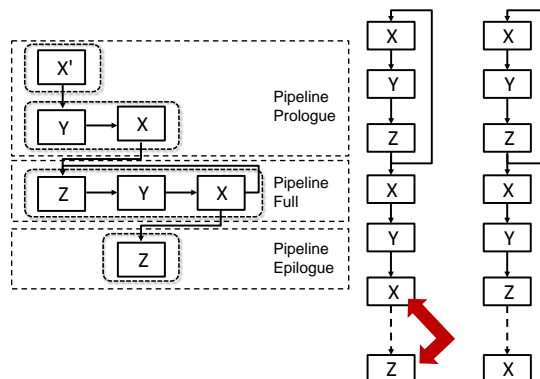 X'
Y X
Pipeline
Prologue
Z Y X
Pipeline
Full
Z
Pipeline
Epilogue
X
Y
Z
X
Y
X
Z
X
Y
Z
X
Y
Z
X